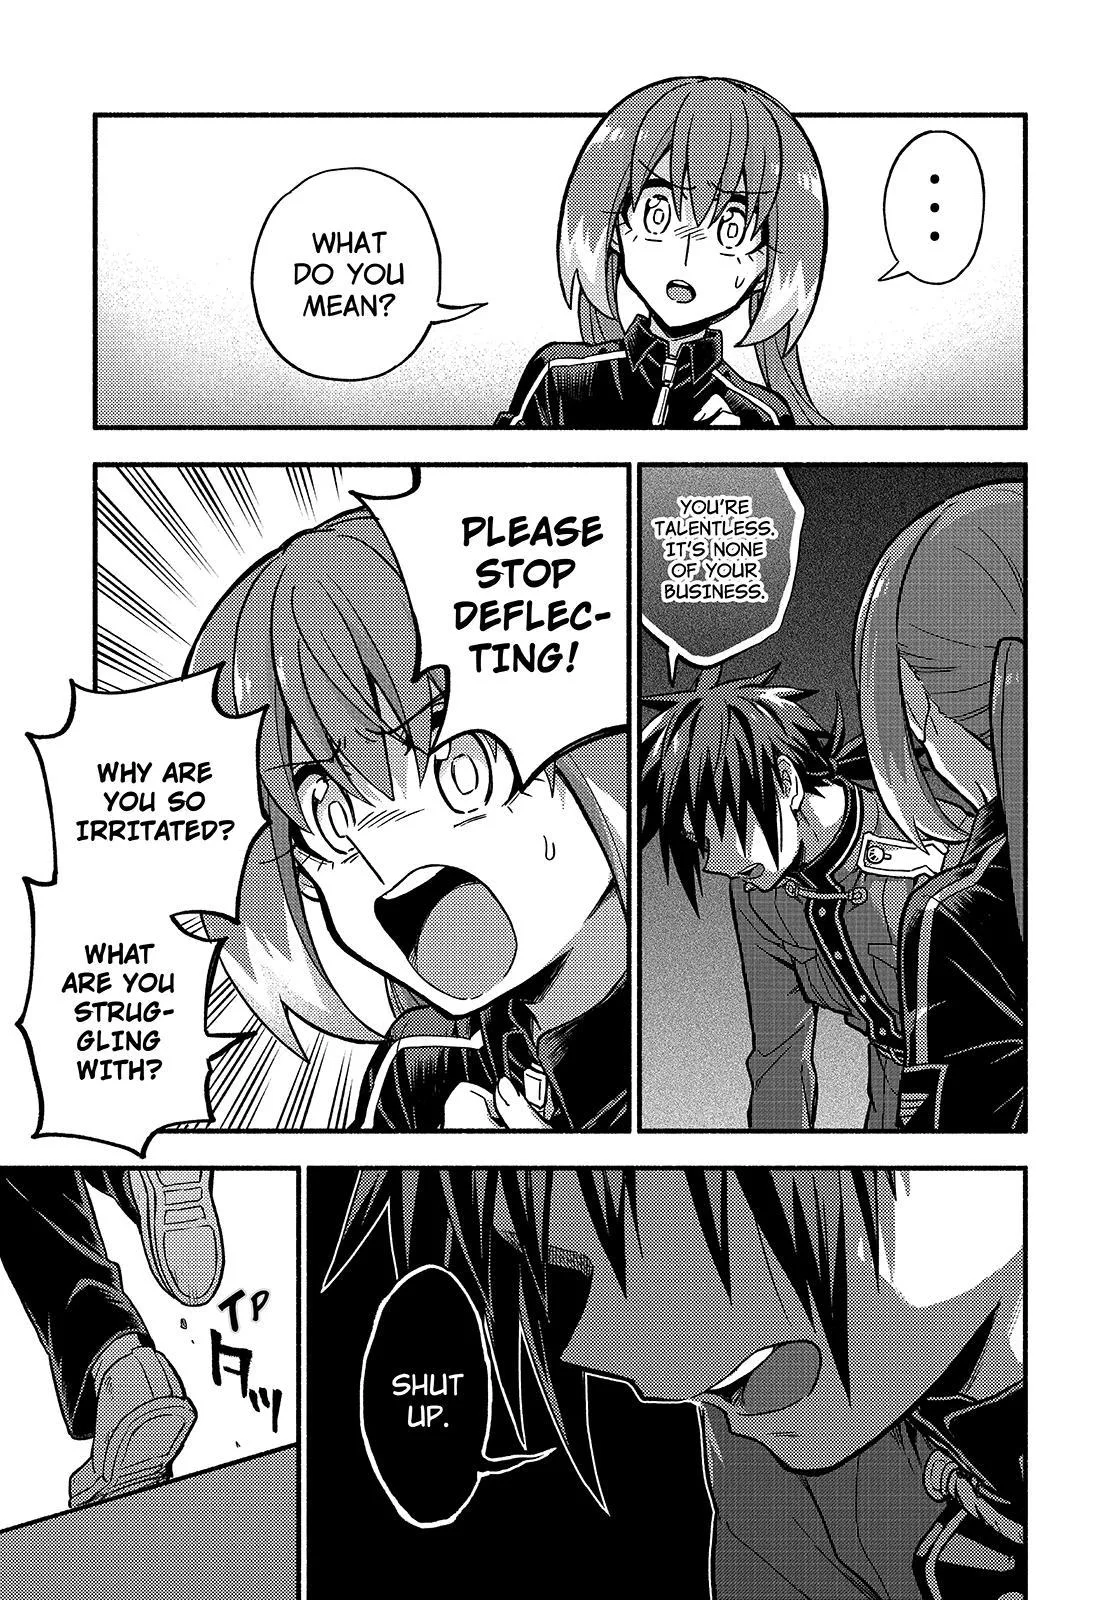 WHAT
DO YOU
MEAN?
YOU'RE
TALENTLESS.
IT'S NONE
OF YOUR
BUSINESS.
PLEASE
STOP
DEFLEC-
TING!
WHY ARE
YOU SO
IRRITATED?
WHAT
ARE YOU
STRUG-
GLING
WITH?
SHUT
UP.
TP
タッ